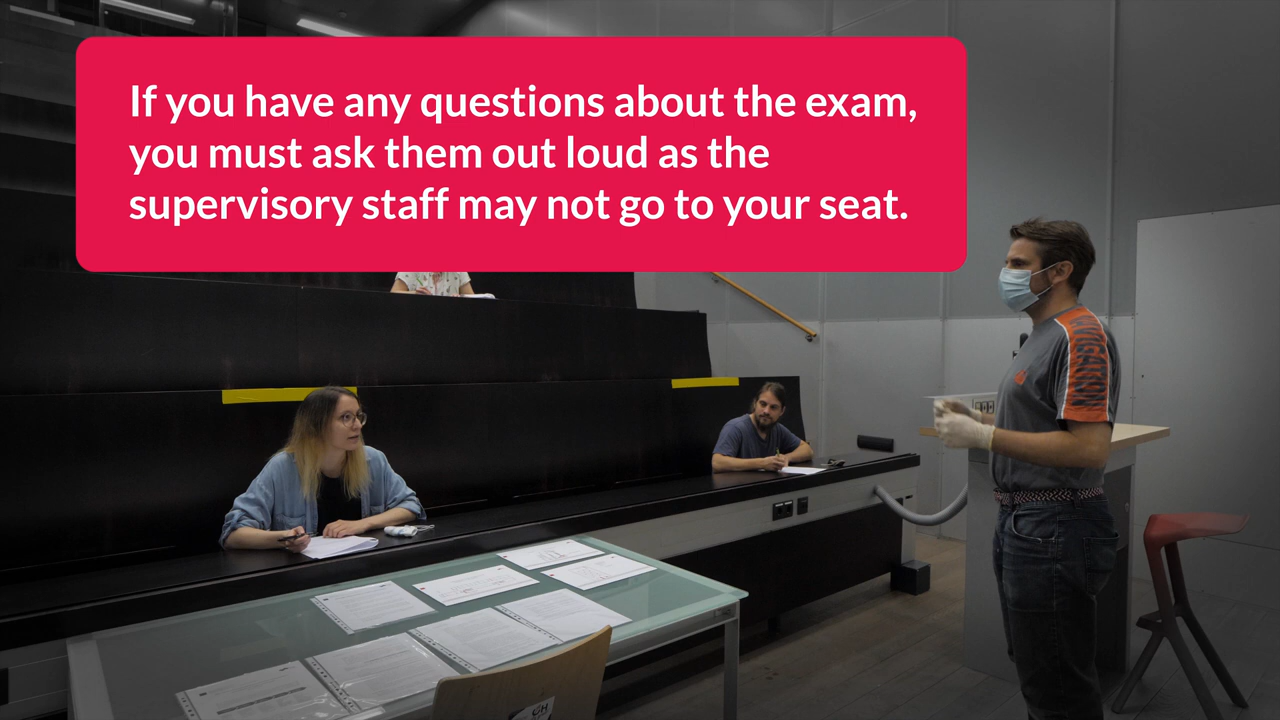 If you have any questions about the exam,
you must ask them out loud as the
supervisory staff may not go to your seat.